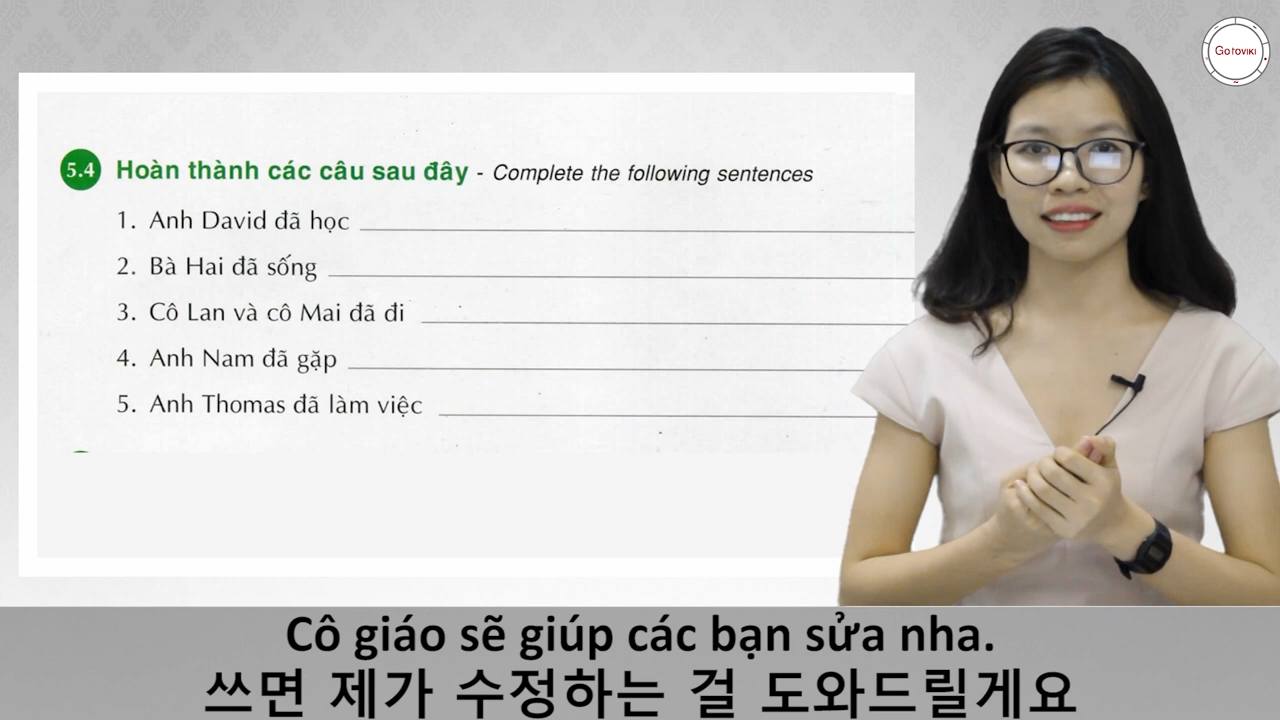 GOTOVIKI
5.4 Hoàn thành các câu sau đây - Complete the following sentences
1. Anh David đã học
2. Bà Hai đã sống
3. Cô Lan và cô Mai đã đi
4. Anh Nam đã gặp
5. Anh Thomas đã làm việc
Cô giáo sẽ giúp các bạn sửa nha.
쓰면 제가 수정하는 걸 도와드릴게요